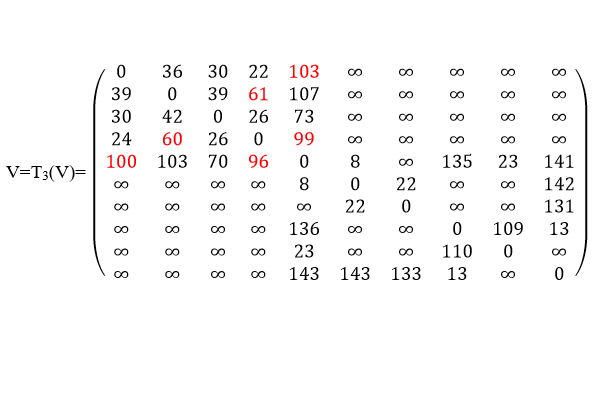 0 36 30 22 103 ∞ ∞ ∞ ∞ ∞
39 0 39 61 107 ∞ ∞ ∞ ∞ ∞
30 42 0 26 73 ∞ ∞ ∞ ∞ ∞
24 60 26 0 99 ∞ ∞ ∞ ∞ ∞
V=T₃(V)= 100 103 70 96 0 8 ∞ 135 23 141
∞ ∞ ∞ ∞ 8 0 22 ∞ ∞ 142
∞ ∞ ∞ ∞ ∞ 22 0 ∞ ∞ 131
∞ ∞ ∞ ∞ 136 ∞ ∞ 0 109 13
∞ ∞ ∞ ∞ 23 ∞ ∞ 110 0 ∞
∞ ∞ ∞ ∞ 143 143 133 13 ∞ 0